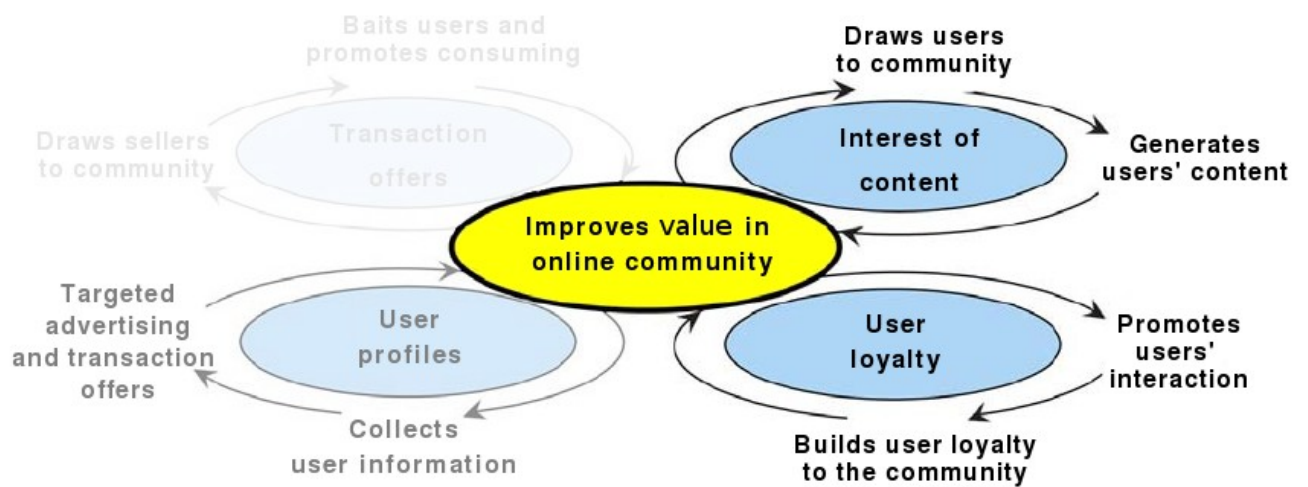 Baits users and
promotes consuming
Draws sellers
to community
Transaction
offers
Draws users
to community
Interest of
content
Generates
users' content
Improves value in
online community
Targeted
advertising
and transaction
offers
User
profiles
Collects
user information
User
loyalty
Promotes
users'
interaction
Builds user loyalty
to the community